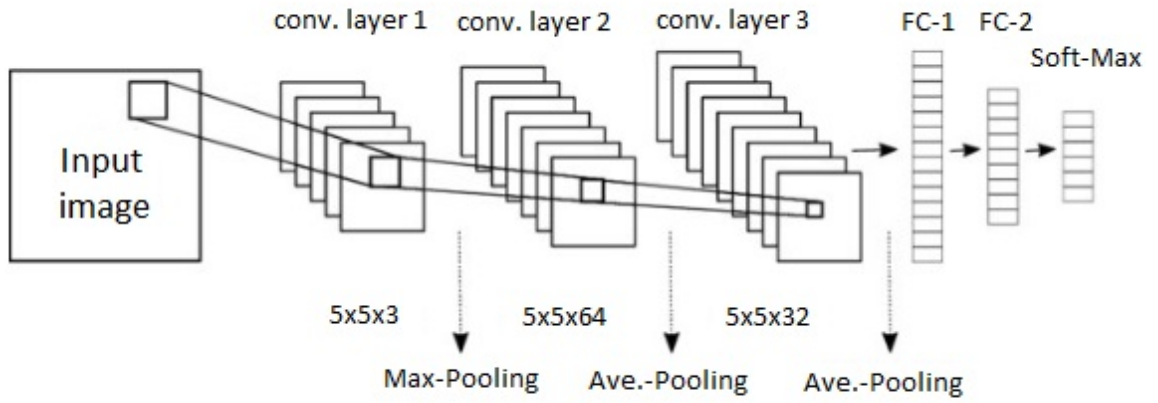 conv. layer 1
conv. layer 2
conv. layer 3
FC-1
FC-2
Soft-Max
Input
image
5x5x3
5x5x64
5x5x32
Max-Pooling
Ave.-Pooling
Ave.-Pooling